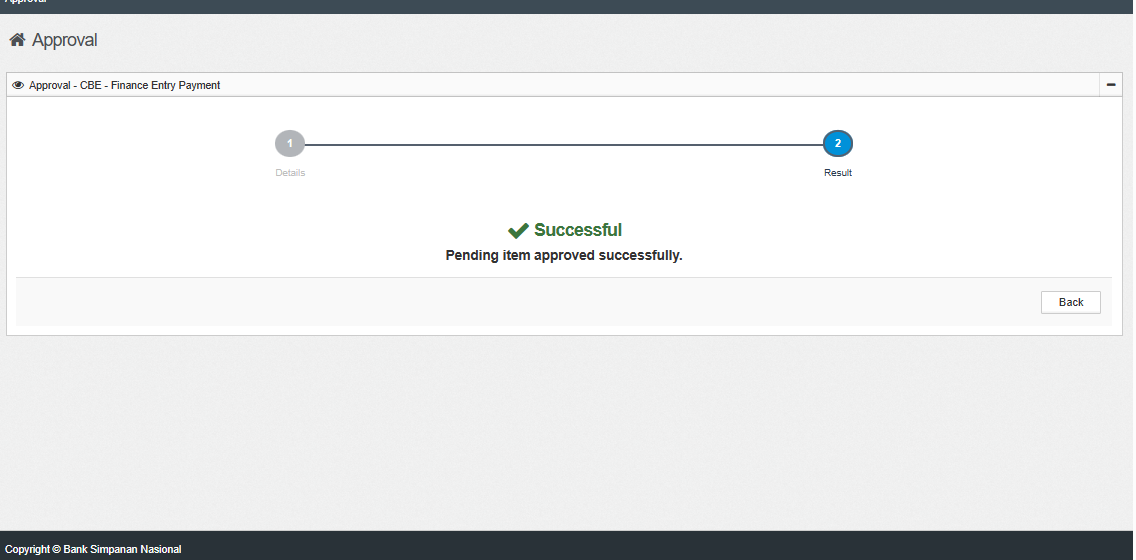 Approval
Approval
Approval - CBE - Finance Entry Payment
1
2
Details
Result
Successful
Pending item approved successfully.
Back
Copyright © Bank Simpanan Nasional